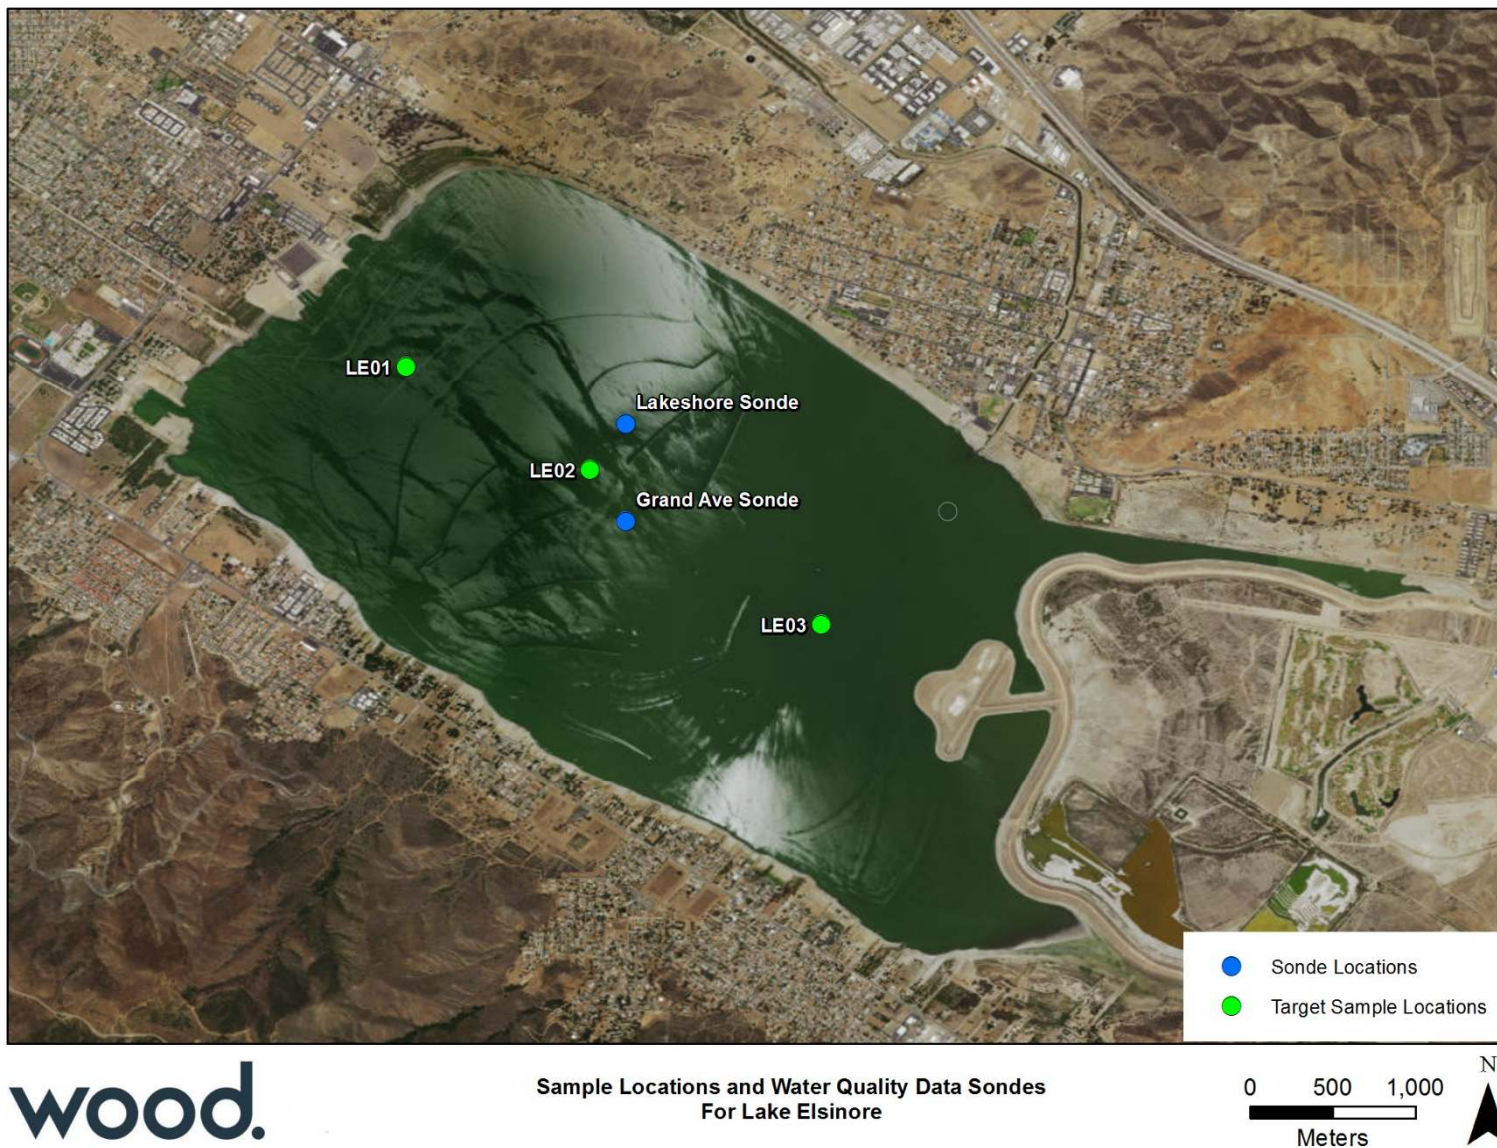 LE01
Lakeshore Sonde
LE02
Grand Ave Sonde
LE03
Sonde Locations
Target Sample Locations
wood.
Sample Locations and Water Quality Data Sondes
For Lake Elsinore
0 500 1,000
Meters
N